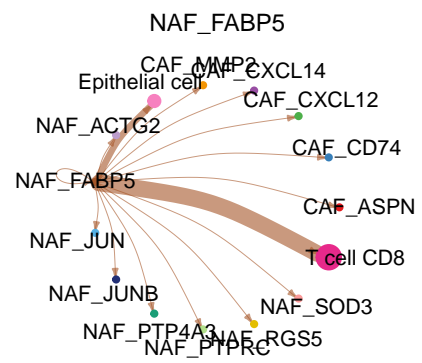 NAF_FABP5
CAF_MMP2
CAF_CXCL14
Epithelial cell
CAF_CXCL12
NAF_ACTG2
CAF_CD74
NAF_FABP5
CAF_ASPN
NAF_JUN
T cell CD8
NAF_JUNB
NAF_SOD3
NAF_PTP4A3
NAF_RGS5
NAF_PTPRC